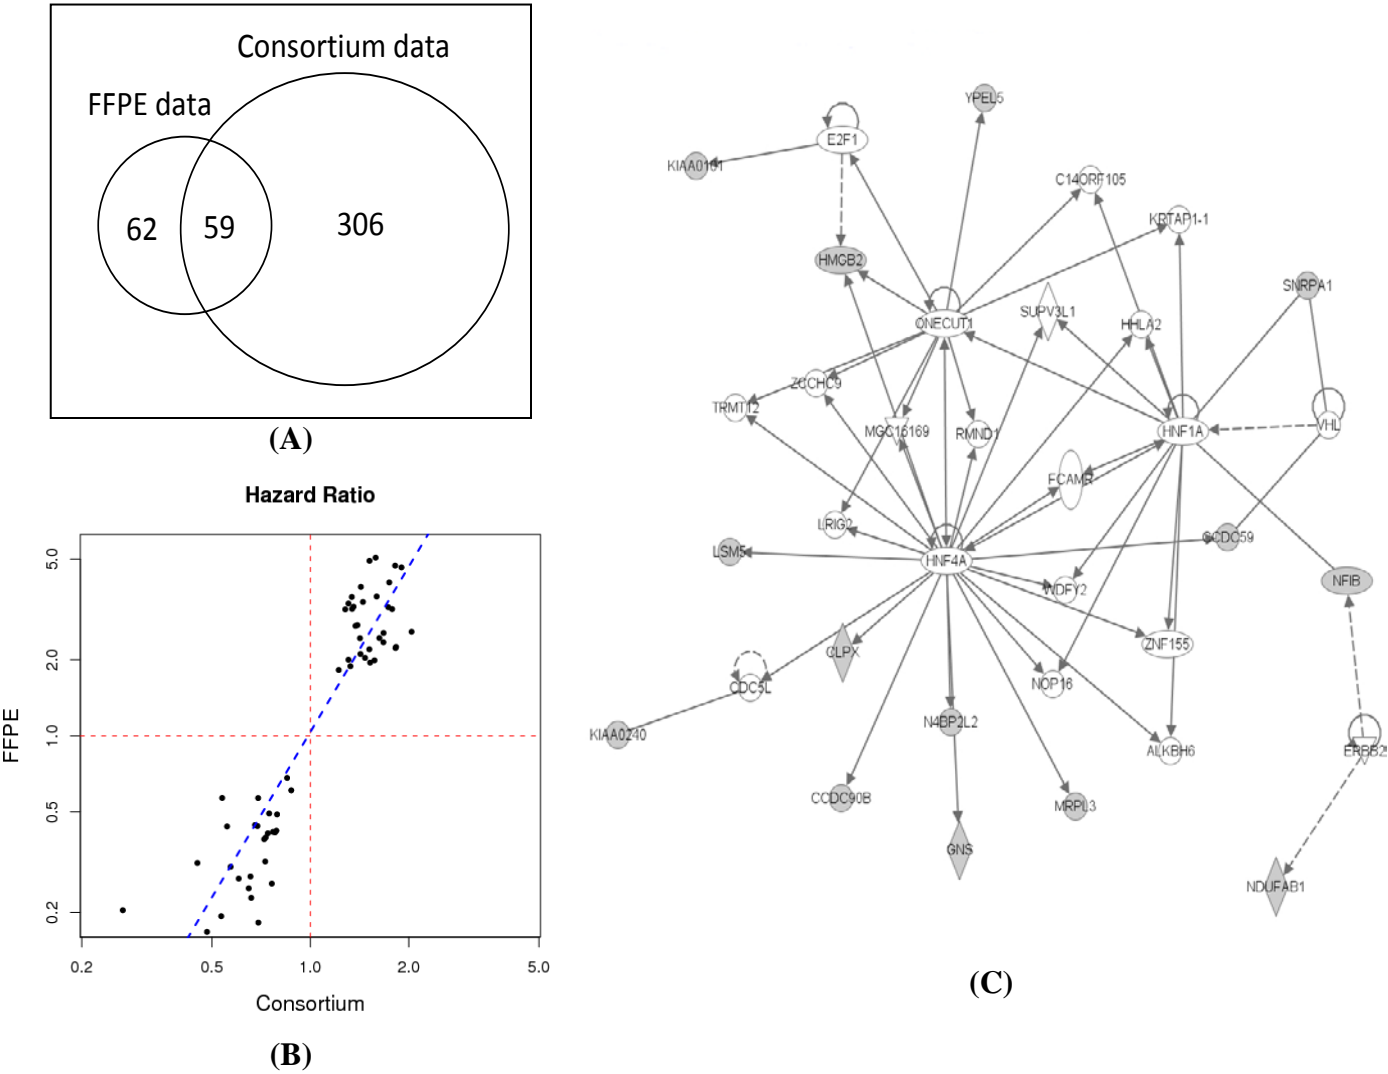 Consortium data
FFPE data
62
59
306
(A)
Hazard Ratio
FFPE
5.0
2.0
1.0
0.5
0.2
0.2
0.5
1.0
2.0
5.0
Consortium
(B)
YPEL5
E2F1
KIAA0101
C14ORF105
KRTAP1-1
HMGB2
SNRPA1
SUPV3L1
ONECUT1
HHLA2
ZCCHC9
TRMT12
MGC16169
RMND1
HNF1A
VHL
FCAMR
LRIG2
LSM5
HNF4A
CCDC59
WDFY2
NFIB
CLPX
ZNF155
CDC5L
NOP16
N4BP2L2
KIAA0240
ALKBH6
ERBB2
CCDC90B
MRPL3
GNS
NDUFAB1
(C)